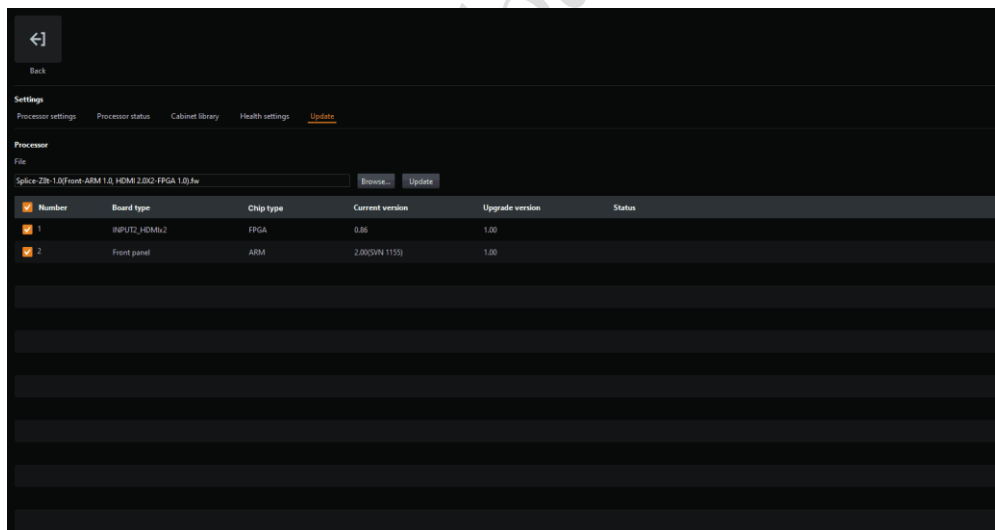 Back
Settings
Processor settings Processor status Cabinet library Health settings Update
Processor
File
Splice-Z8t-1.0(Front-ARM 1.0, HDMI 2.0X2-FPGA 1.0).fw Browse... Update
Number Board type Chip type Current version Upgrade version Status
1 INPUT2_HDMIx2 FPGA 0.86 1.00
2 Front panel ARM 2.00(SVN 1155) 1.00